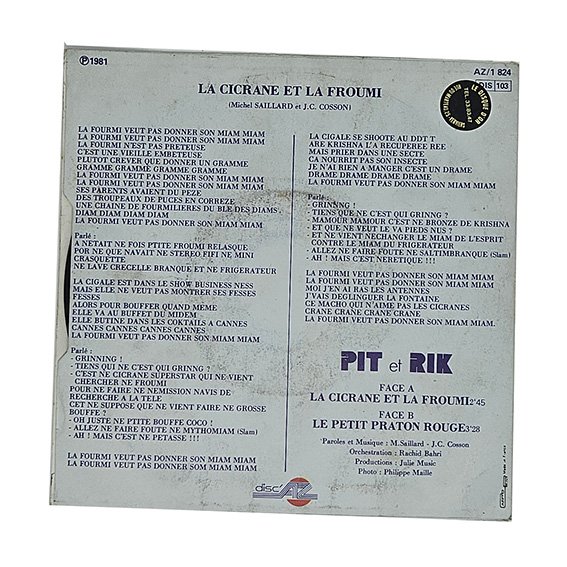 ℗ 1981
AZ/1 824
DIS 103
LE DISQUE D'OR
TEL. 33.03.47
LA CICRANE ET LA FROUMI
(Michel SAILLARD et J.C. COSSON)
LA FOURMI VEUT PAS DONNER SON MIAM MIAM
LA FOURMI VEUT PAS DONNER SON MIAM MIAM
LA FOURMI N'EST PAS PRETEUSE
C'EST UNE VIEILLE EMBETEUSE
PLUTOT CREVER QUE DONNER UN GRAMME
GRAMME GRAMME GRAMME GRAMME
LA FOURMI VEUT PAS DONNER SON MIAM MIAM
LA FOURMI VEUT PAS DONNER SON MIAM MIAM
SES PARENTS AVAIENT DU PEZE
DES TROUPEAUX DE PUCES EN CORREZE
UNE CHAINE DE FOURMILIERS DU BLE DES DIAMS
DIAM DIAM DIAM DIAM
LA FOURMI VEUT PAS DONNER SON MIAM MIAM
Parlé :
A NETAIT NE FOIS PTITE FROUMI RELASQUE
POR NE QUE NAVAIT NE STEREO FIFI NE MINI
CRASQUETTE
NE LAVE CRECELLE BRANQUE ET NE FRIGERATEUR
LA CIGALE EST DANS LE SHOW BUSINESS NESS
MAIS ELLE NE VEUT PAS MONTRER SES FESSES
FESSES
ALORS POUR BOUFFER QUAND MEME
ELLE VA AU BUFFET DU MIDEM
ELLE BUTINE DANS LES COKTAILS A CANNES
CANNES CANNES CANNES CANNES
LA FOURMI VEUT PAS DONNER SON MIAM MIAM
Parlé :
- GRINNING !
- TIENS QUI NE C'EST QUI GRINNG ?
- C'EST NE CRICANE SUPERSTAR QUI NE VIENT
CHERCHER NE FROUMI
POUR NE FAIRE NE NEMISSION NAVIS DE
RECHERCHE A LA TELE
CET NE SUPPOSE QUE NE VIENT FAIRE NE GROSSE
BOUFFE ?
- OH JUSTE NE PTITE BOUFFE COCO !
- ALLEZ NE FAIRE FOUTE NE MYTHOMIAM (Slam)
- AH ! MAIS C'EST NE PETASSE !!!
LA FOURMI VEUT PAS DONNER SON MIAM MIAM
LA FOURMI VEUT PAS DONNER SOM MIAM MIAM
LA CIGALE SE SHOOTE AU DDT T
ARE KRISHNA L'A RECUPEREE REE
MAIS PRIER DANS UNE SECTE
CA NOURRIT PAS SON INSECTE
JE N'AI BIEN A MANGER C'EST UN DRAME
DRAME DRAME DRAME DRAME
LA FOURMI VEUT PAS DONNER SON MIAM MIAM
Parlé :
- GRINNING !
- TIENS QUE NE C'EST QUI GRINNG ?
- MAMOUR MAMOUR C'EST NE BRONZE DE KRISHNA
- ET QUE NE VEUT LE VA PIEDS NUS ?
- ET NE VIENT NECHANGER LE MIAM DE L'ESPRIT
CONTRE LE MIAM DU FRIGERATEUR
- ALLEZ NE FAIRE FOUTE NE SALTIMBRANQUE (Slam)
- AH ! MAIS C'EST NERETIQUE !!!
LA FOURMI VEUT PAS DONNER SON MIAM MIAM
LA FOURMI VEUT PAS DONNER SON MIAM MIAM
MOI J'EN AI RAS LES ANTENNES
J'VAIS DEGLINGUER LA FONTAINE
CE MACHO QUI N'AIME PAS LES CICRANES
CRANE CRANE CRANE CRANE
LA FOURMI VEUT PAS DONNER SON MIAM MIAM.
PIT et RIK
FACE A
LA CICRANE ET LA FROUMI 2'45
FACE B
LE PETIT PRATON ROUGE 3'28
Paroles et Musique : M. Saillard - J.C. Cosson
Orchestration : Rachid Bahri
Productions : Julie Music
Photo : Philippe Maille
disc'AZ